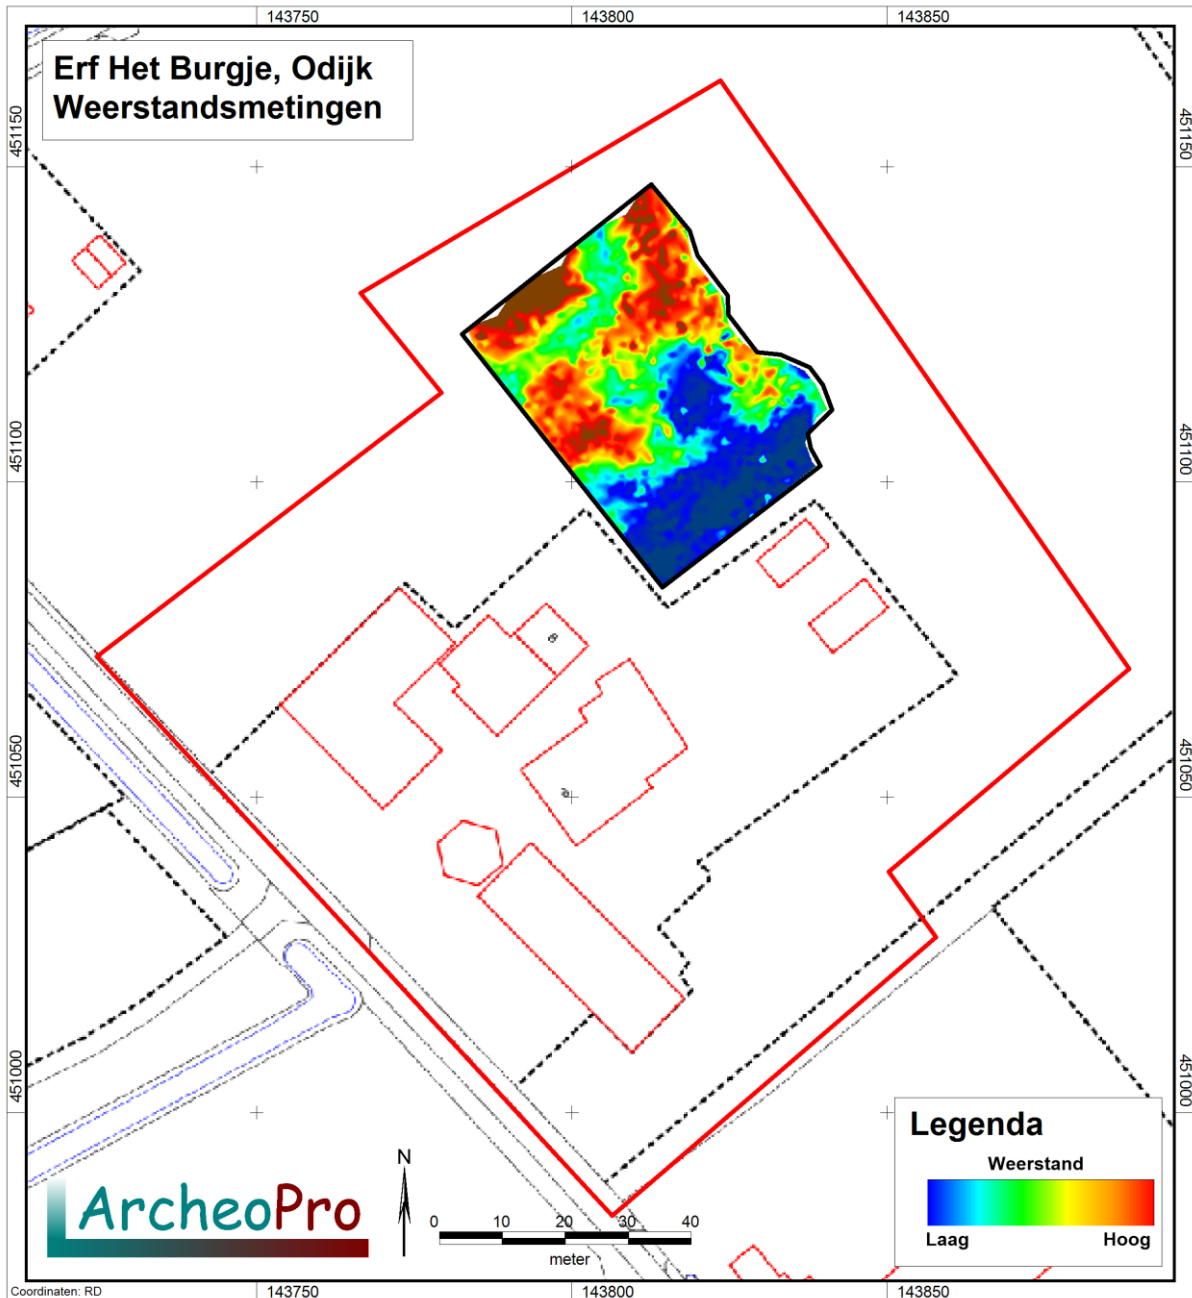 143750
143800
143850
Erf Het Burgje, Odijk
Weerstandsmetingen
451150
451150
451100
451100
451050
451050
451000
451000
Legenda
Weerstand
Laag
Hoog
N
ArcheoPro
0 10 20 30 40
meter
Coordinaten: RD
143750
143800
143850